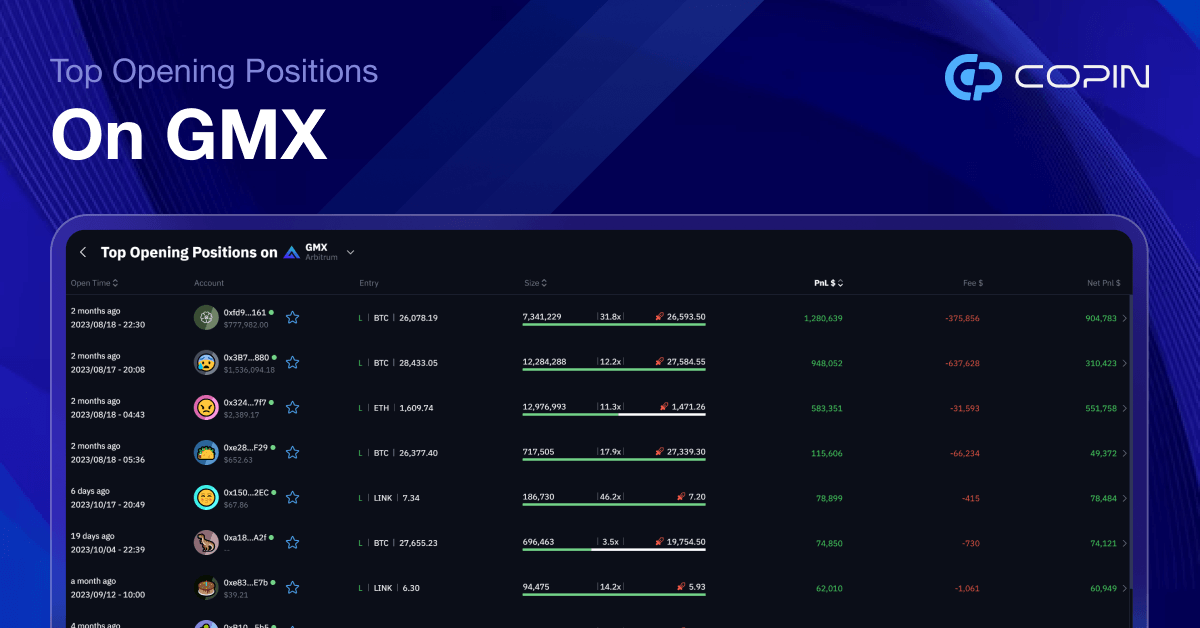 Top Opening Positions
On GMX
COPIN
Top Opening Positions on GMX
Arbitrum
Open Time Account Entry Size PnL $ Fee $ Net Pnl $
2 months ago
2023/08/18 - 22:30
0xfd9...161
$777,982.00
L | BTC | 26,078.19
7,341,229 |31.8x| 26,593.50
1,280,639 -375,856 904,783
2 months ago
2023/08/17 - 20:08
0x3B7...880
$1,536,094.18
L | BTC | 28,433.05
12,284,288 |12.2x| 27,584.55
948,052 -637,628 310,423
2 months ago
2023/08/18 - 04:43
0x324...7f7
$2,389.17
L | ETH | 1,609.74
12,976,993 |11.3x| 1,471.26
583,351 -31,593 551,758
2 months ago
2023/08/18 - 05:36
0xe28...F29
$652.63
L | BTC | 26,377.40
717,505 |17.9x| 27,339.30
115,606 -66,234 49,372
6 days ago
2023/10/17 - 20:49
0x150...2EC
$67.86
L | LINK | 7.34
186,730 |46.2x| 7.20
78,899 -415 78,484
19 days ago
2023/10/04 - 22:39
0xa18...A2f
--
L | BTC | 27,655.23
696,463 |3.5x| 19,754.50
74,850 -730 74,121
a month ago
2023/09/12 - 10:00
0xe83...E7b
$39.21
L | LINK | 6.30
94,475 |14.2x| 5.93
62,010 -1,061 60,949
4 months ago